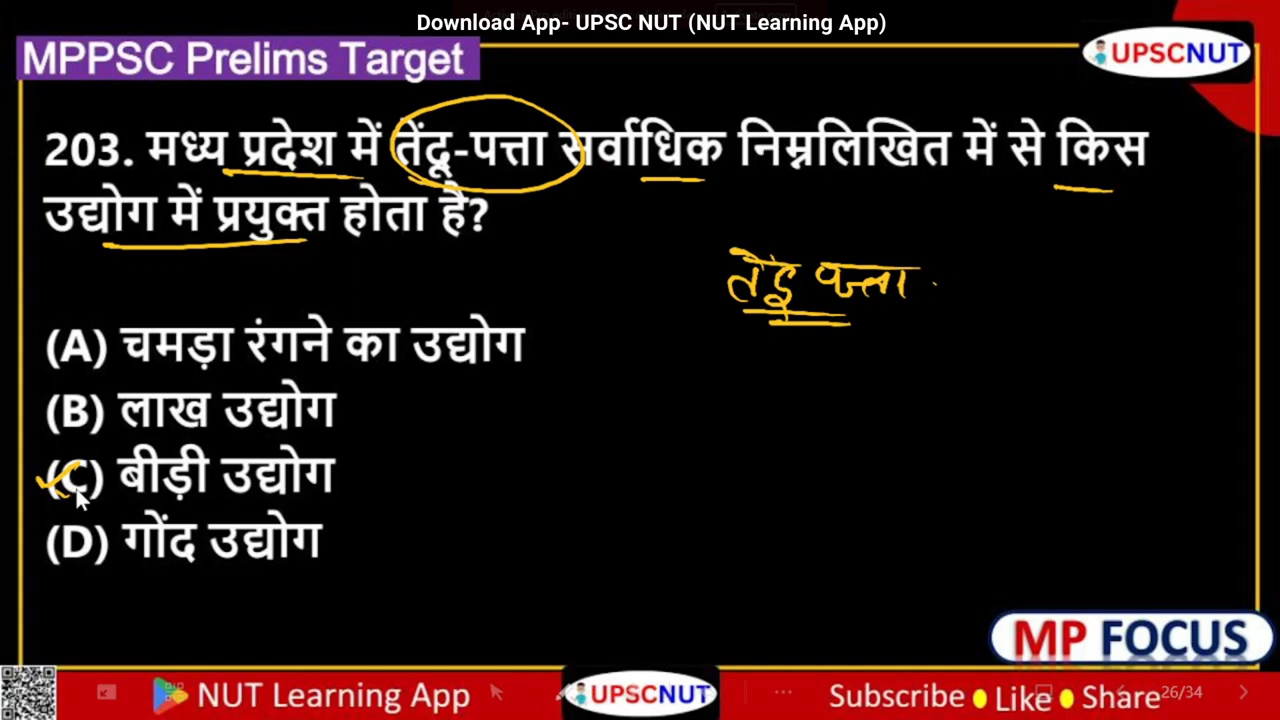 Download App- UPSC NUT (NUT Learning App)
MPPSC Prelims Target
UPSCNUT
203. मध्य प्रदेश में तेंदू-पत्ता सर्वाधिक निम्नलिखित में से किस
उद्योग में प्रयुक्त होता है?
तेंदू पत्ता
(A) चमड़ा रंगने का उद्योग
(B) लाख उद्योग
(C) बीड़ी उद्योग
(D) गोंद उद्योग
MP FOCUS
NUT Learning App
UPSCNUT
Subscribe Like Share
26/34